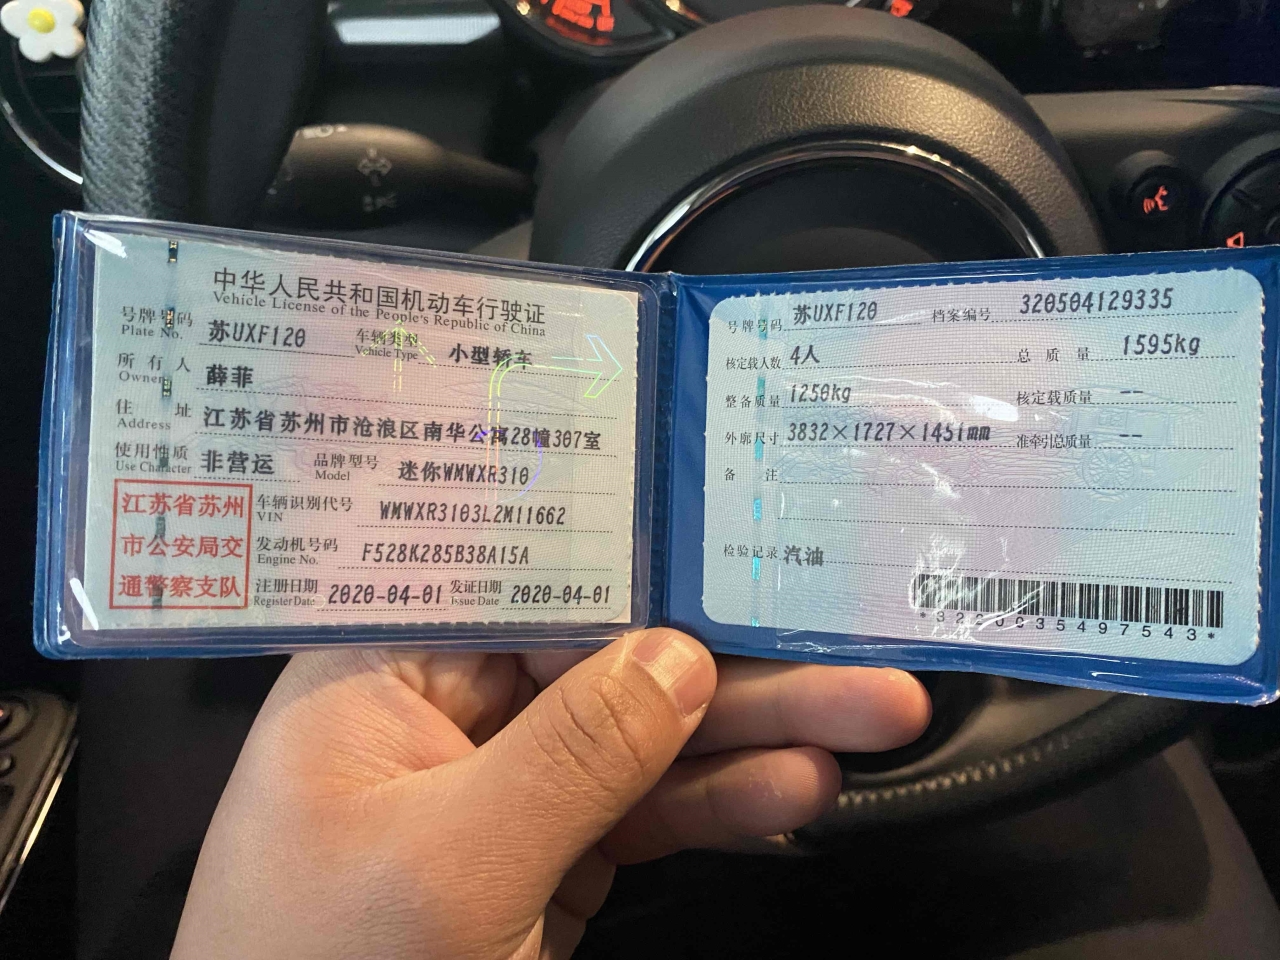 中华人民共和国机动车行驶证
Vehicle License of the People's Republic of China
号牌号码 苏UXF120 车辆类型 小型轿车
Plate No. Vehicle Type
所有人 薛菲
Owner
住址 江苏省苏州市沧浪区南华公寓28幢307室
Address
使用性质 非营运 品牌型号 迷你WMWXR310
Use Character Model
江苏省苏州
市公安局交
通警察支队
车辆识别代号 WMWXR3103L2M11662
VIN
发动机号码 F528K285B38A15A
Engine No.
注册日期 2020-04-01 发证日期 2020-04-01
Register Date Issue Date
号牌号码 苏UXF120 档案编号 320504129335
核定载人数 4人 总质量 1595kg
整备质量 1250kg 核定载质量 --
外廓尺寸 3832×1727×1451mm 准牵引总质量 --
备注
检验记录 汽油